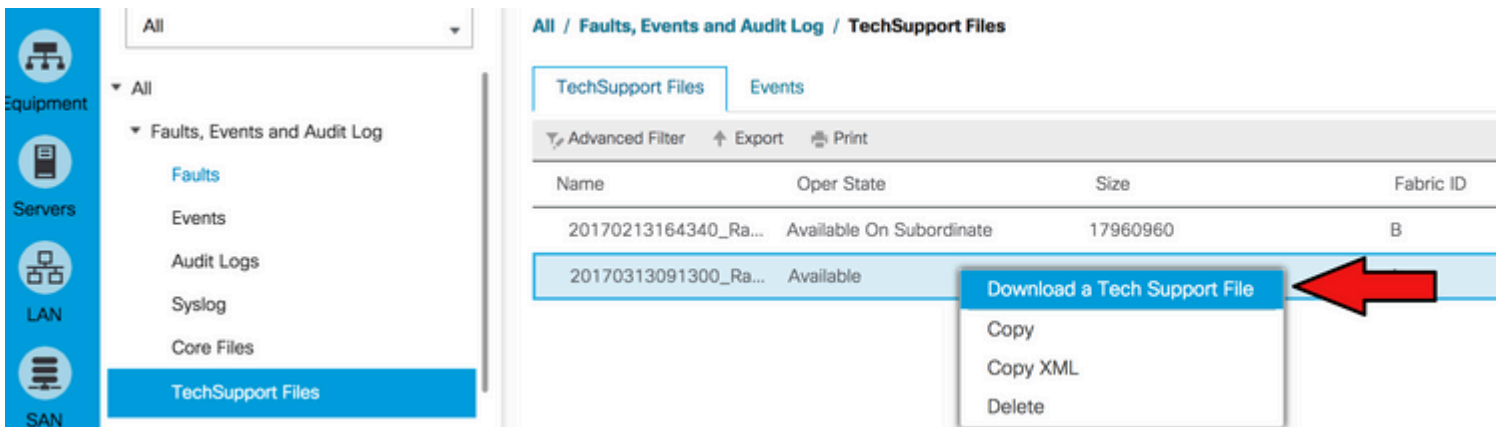 Equipment
Servers
LAN
SAN
All
All
Faults, Events and Audit Log
Faults
Events
Audit Logs
Syslog
Core Files
TechSupport Files
All / Faults, Events and Audit Log / TechSupport Files
TechSupport Files Events
Advanced Filter Export Print
Name Oper State Size Fabric ID
20170213164340_Ra... Available On Subordinate 17960960 B
20170313091300_Ra... Available
Download a Tech Support File
Copy
Copy XML
Delete